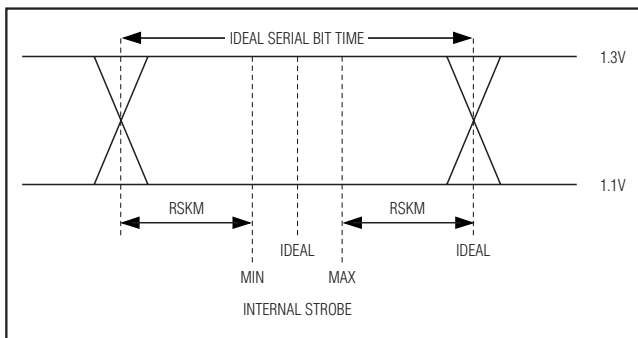 IDEAL SERIAL BIT TIME
1.3V
1.1V
RSKM
RSKM
IDEAL
IDEAL
MIN
MAX
INTERNAL STROBE